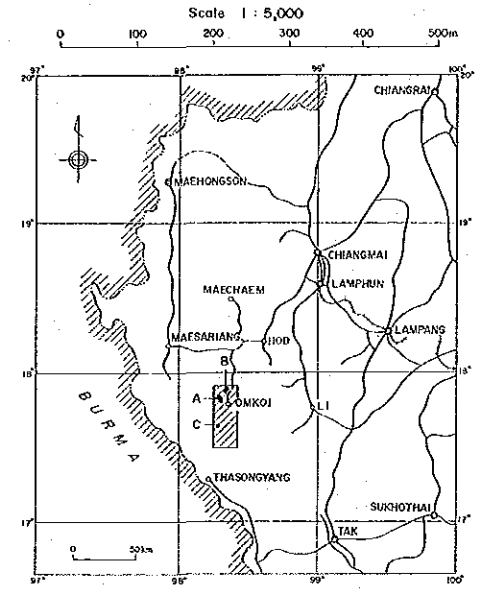 Scale 1 : 5,000
0 100 200 300 400 500m
97° 98° 99° 100°
20° 20°
CHIANGRAI
MAEHONGSON
19° 19°
CHIANGMAI
LAMPHUN
MAECHAEM
LAMPANG
MAESARIANG HOD
B
18° 18°
A OMKOI
C LI
BURMA
THASONGYANG
SUKHOTHAI
17° 17°
TAK
0 50km
97° 98° 99° 100°